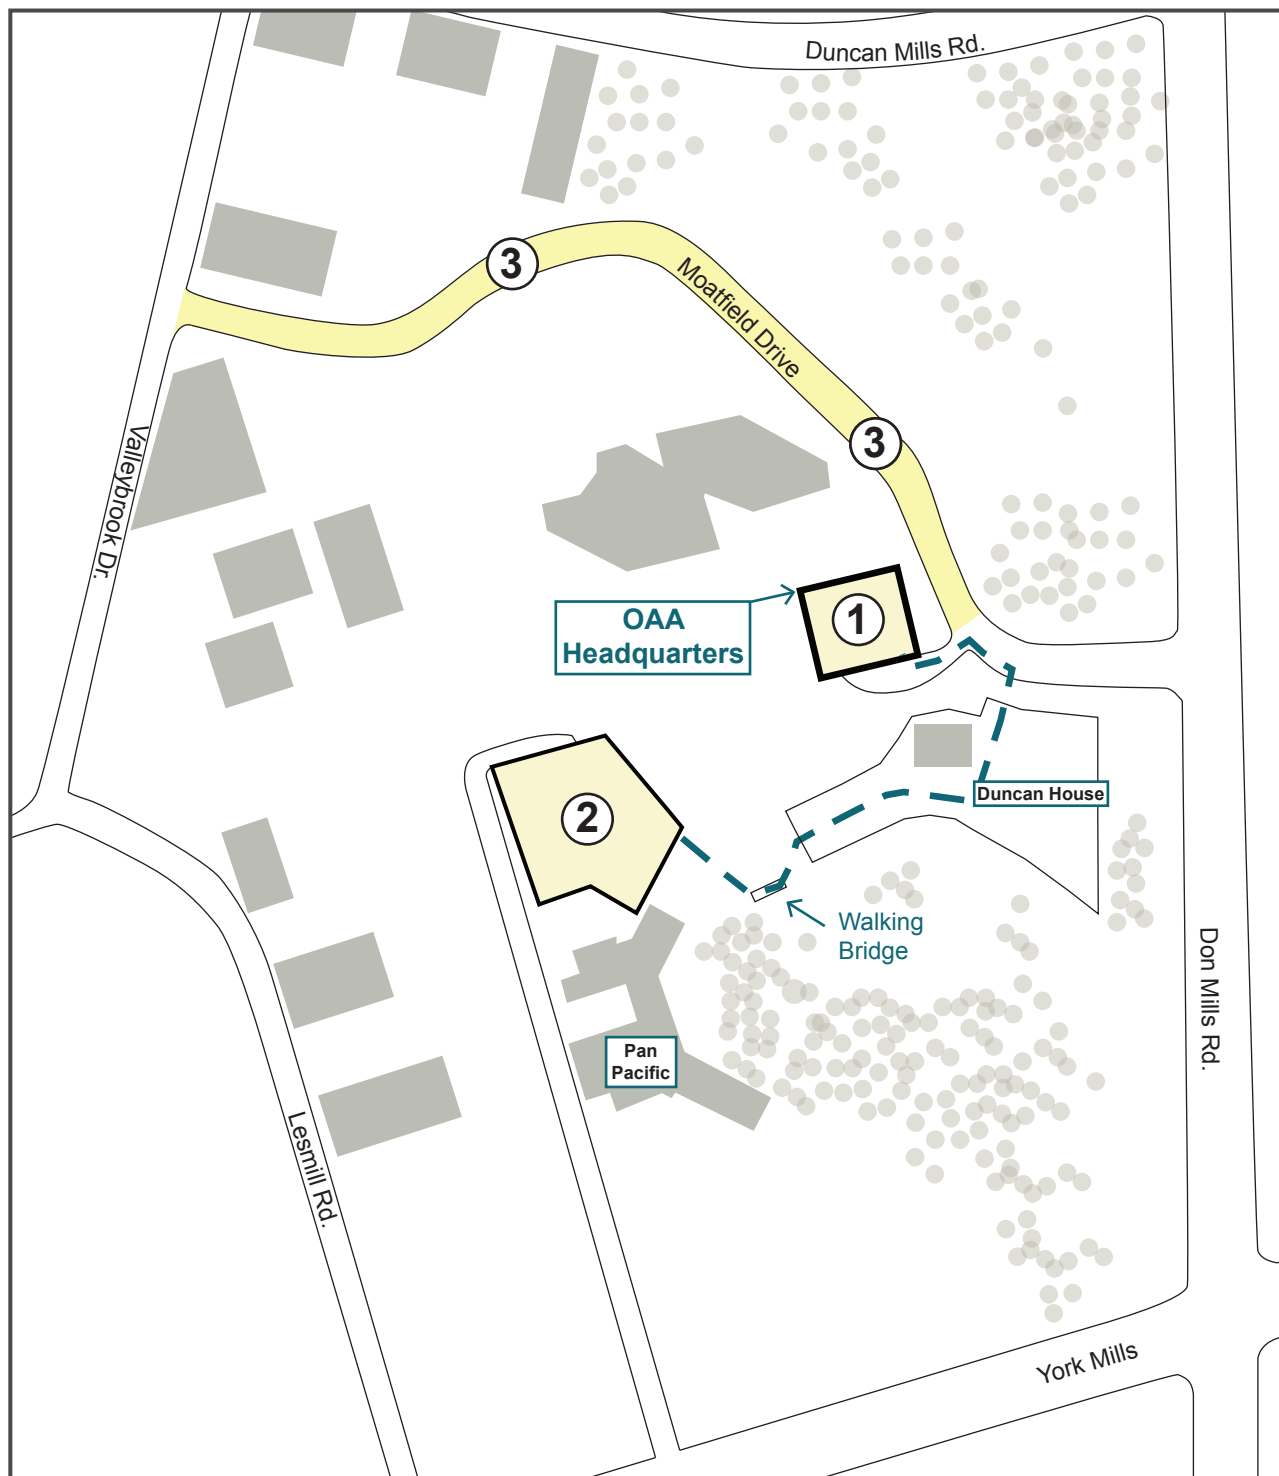 Duncan Mills Rd.
3
Moatfield Drive
3
Valleybrook Dr.
OAA
Headquarters
1
2
Duncan House
Walking
Bridge
Don Mills Rd.
Pan
Pacific
Lesmill Rd.
York Mills